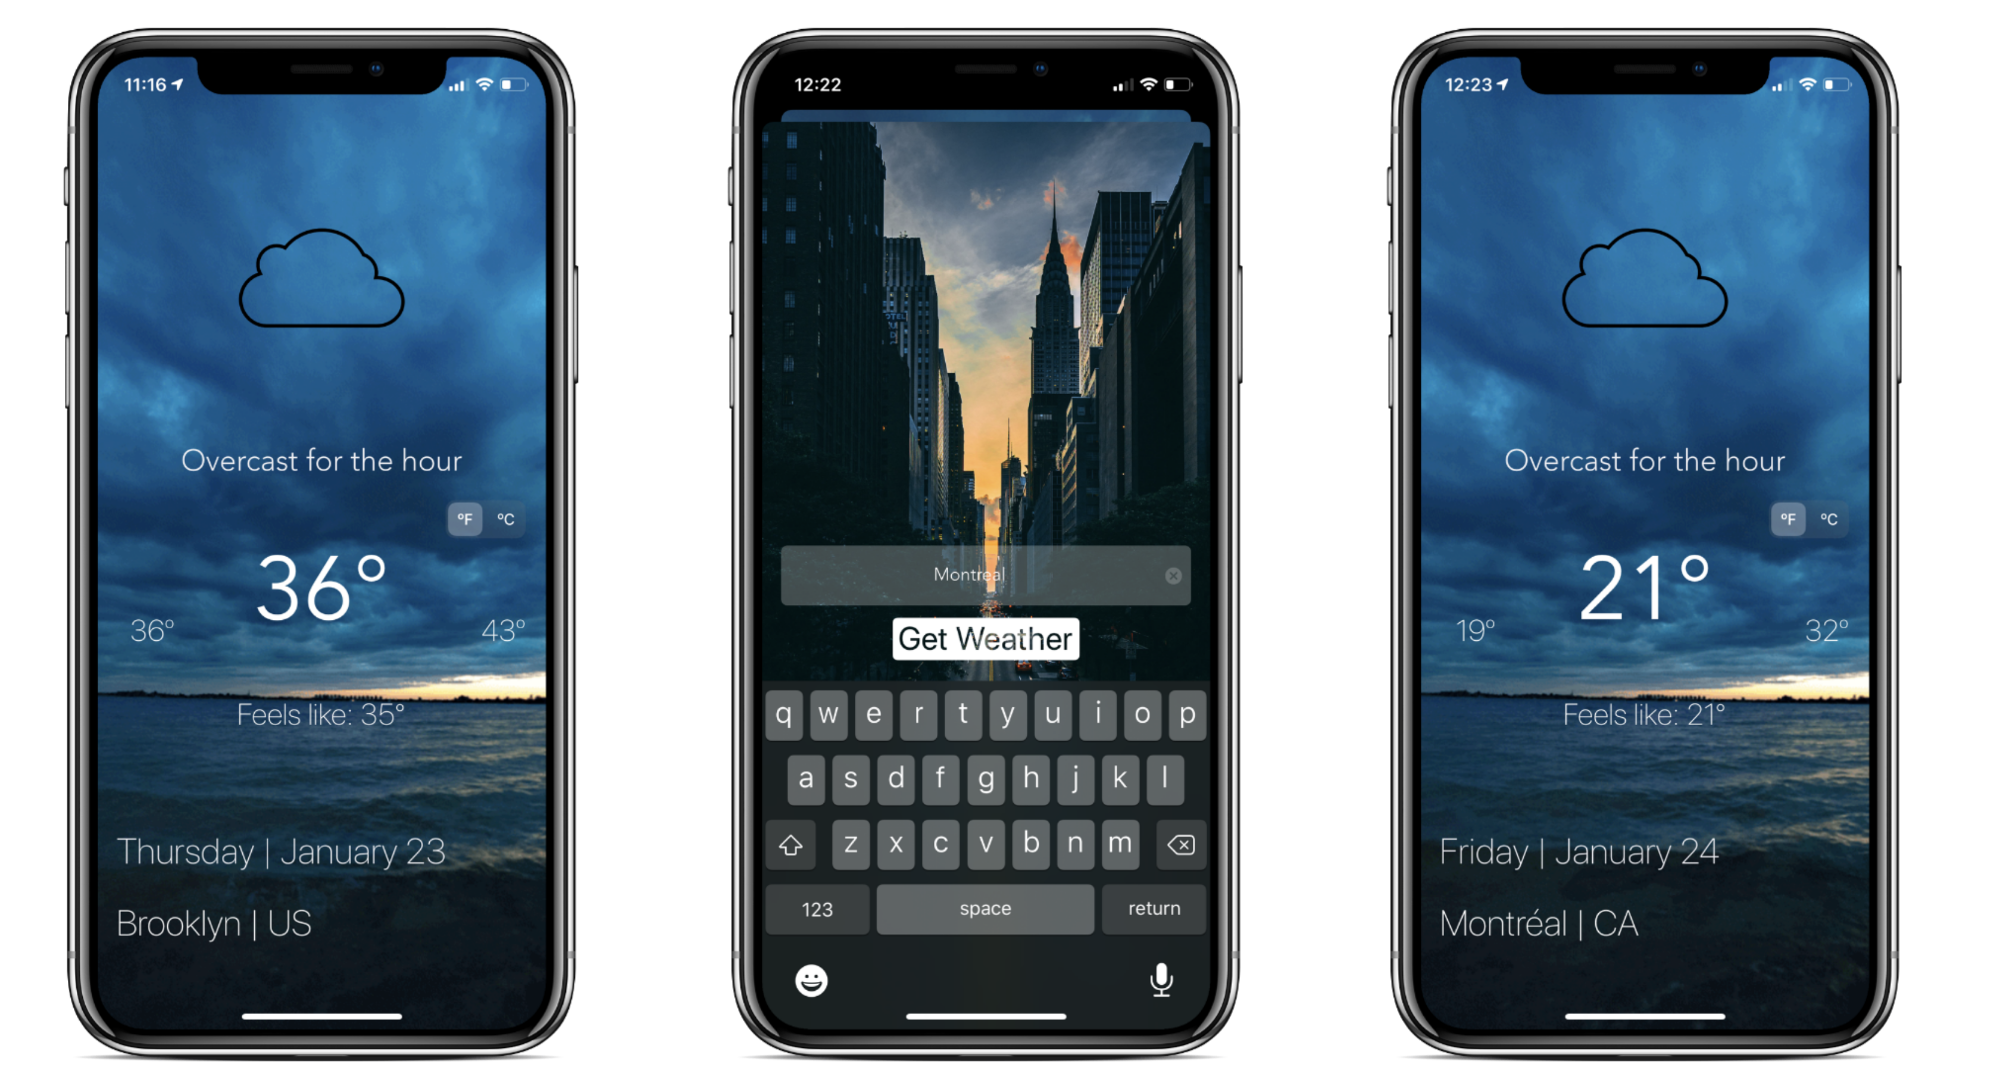 11:16
Overcast for the hour
°F °C
36°
36° 43°
Feels like: 35°
Thursday | January 23
Brooklyn | US
12:22
HOTEL
Montreal
Get Weather
q w e r t y u i o p
a s d f g h j k l
z x c v b n m
123 space return
12:23
Overcast for the hour
°F °C
21°
19° 32°
Feels like: 21°
Friday | January 24
Montréal | CA